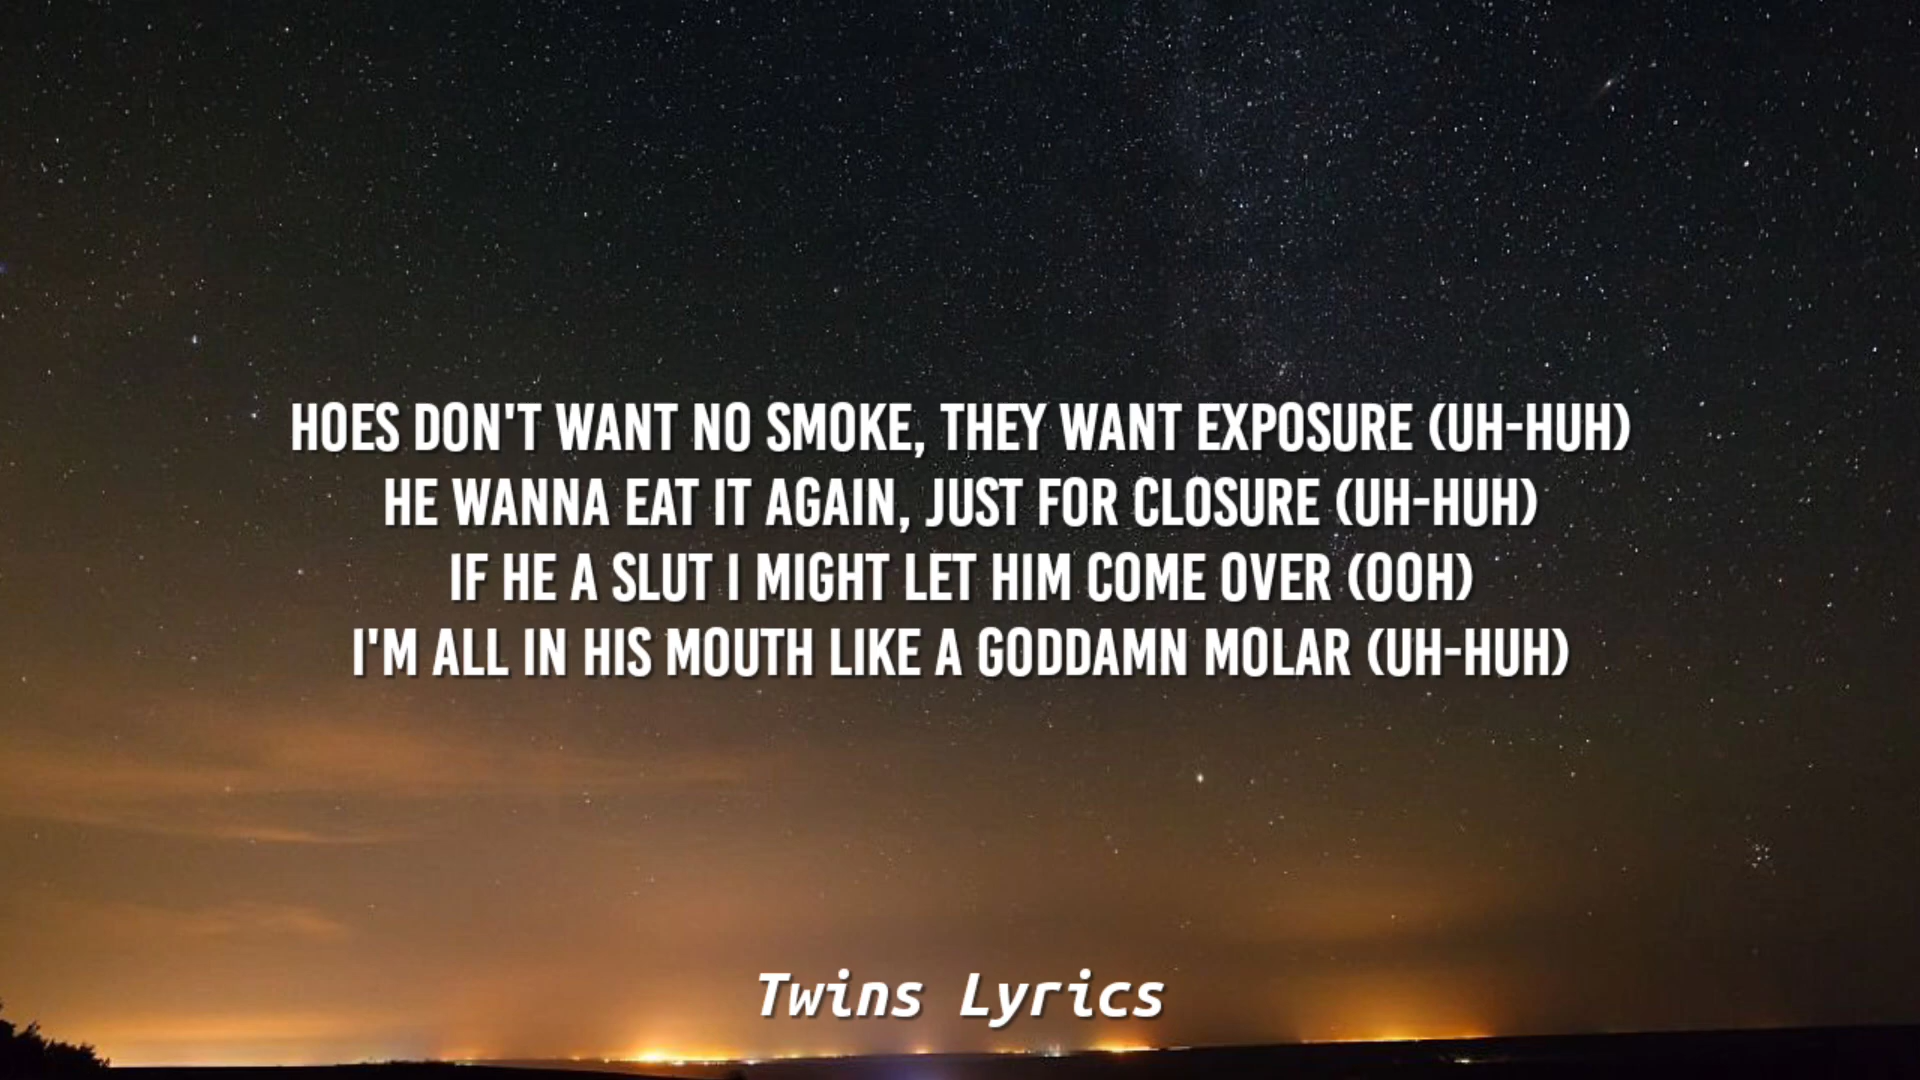 HOES DON'T WANT NO SMOKE, THEY WANT EXPOSURE (UH-HUH)
HE WANNA EAT IT AGAIN, JUST FOR CLOSURE (UH-HUH)
IF HE A SLUT I MIGHT LET HIM COME OVER (OOH)
I'M ALL IN HIS MOUTH LIKE A GODDAMN MOLAR (UH-HUH)
Twins Lyrics